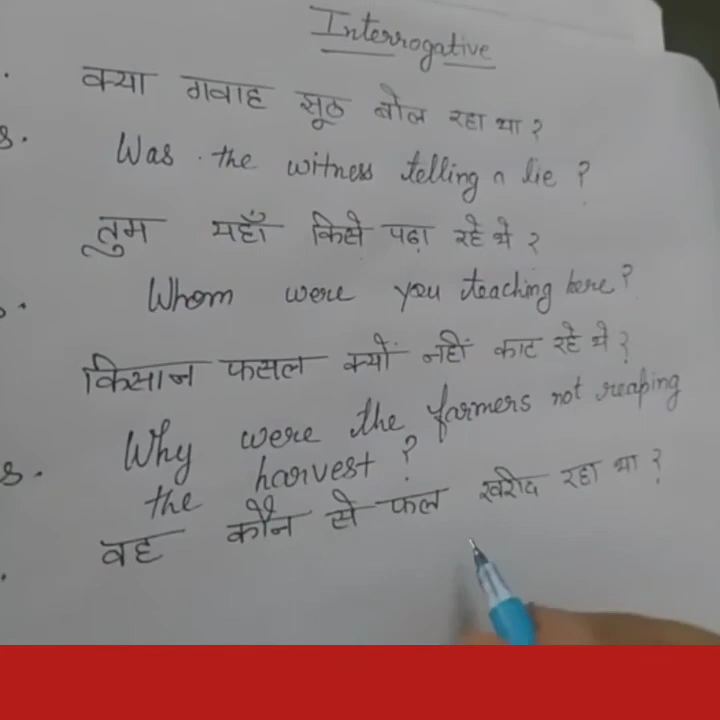 Interrogative
क्या गवाह झूठ बोल रहा था?
s. Was the witness telling a lie?
तुम यहाँ किसे पढ़ा रहे थे?
Whom were you teaching here?
किसान फसल क्यों नहीं काट रहे थे?
s. Why were the farmers not reaping
the harvest?
वह कौन से फल खरीद रहा था?